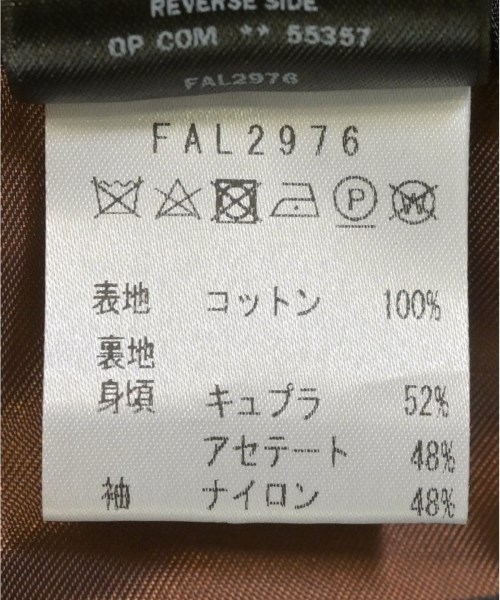 REVERSE SIDE
QP COM ** 55357
FAL2976
FAL2976
P W
表地 コットン 100%
裏地
身頃 キュプラ 52%
アセテート 48%
袖 ナイロン 48%